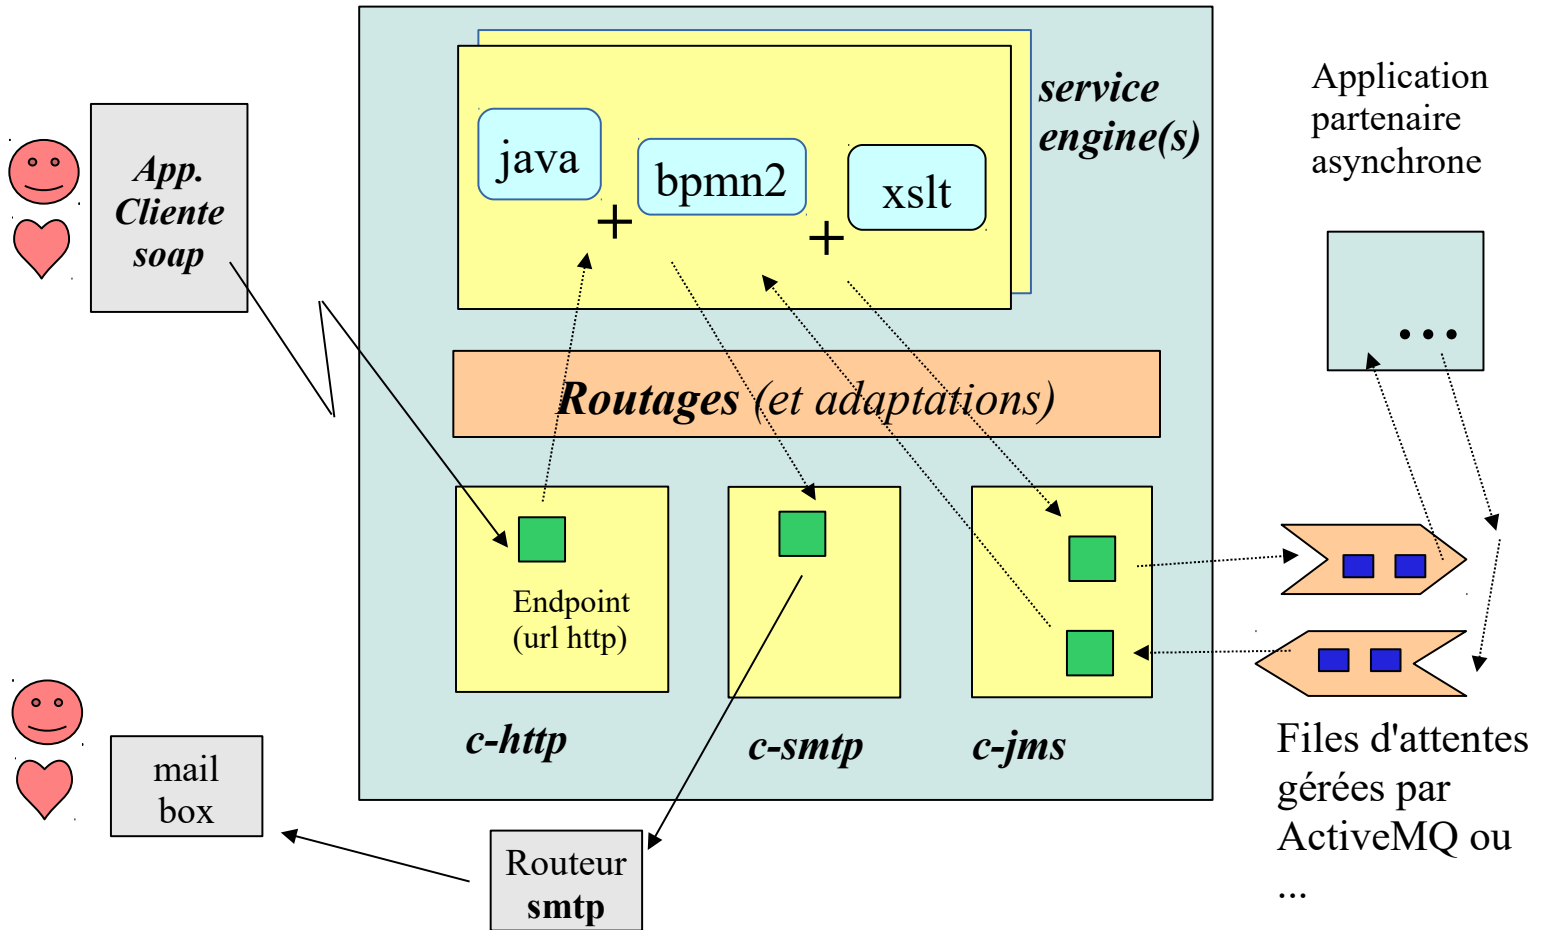 service
engine(s)
java
+
bpmn2
+
xslt
Application
partenaire
asynchrone
App.
Cliente
soap
...
Routages (et adaptations)
Endpoint
(url http)
c-http
c-smtp
c-jms
Files d'attentes
gérées par
ActiveMQ ou
...
mail
box
Routeur
smtp